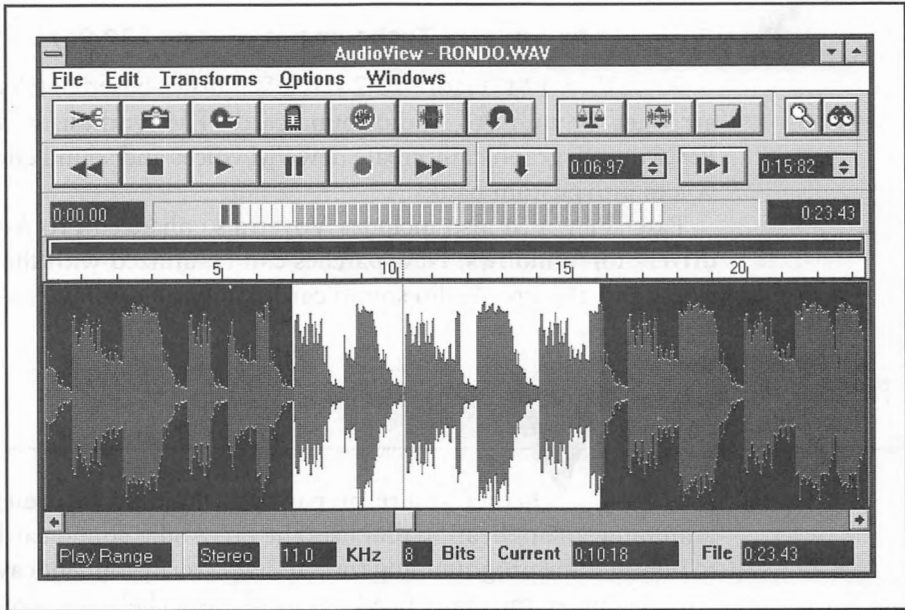 AudioView - RONDO.WAV
File Edit Transforms Options Windows
0:06:97 0:15:82
0:00.00 0:23.43
5 10 15 20
Play Range Stereo 11.0 KHz 8 Bits Current 0:10:18 File 0:23.43